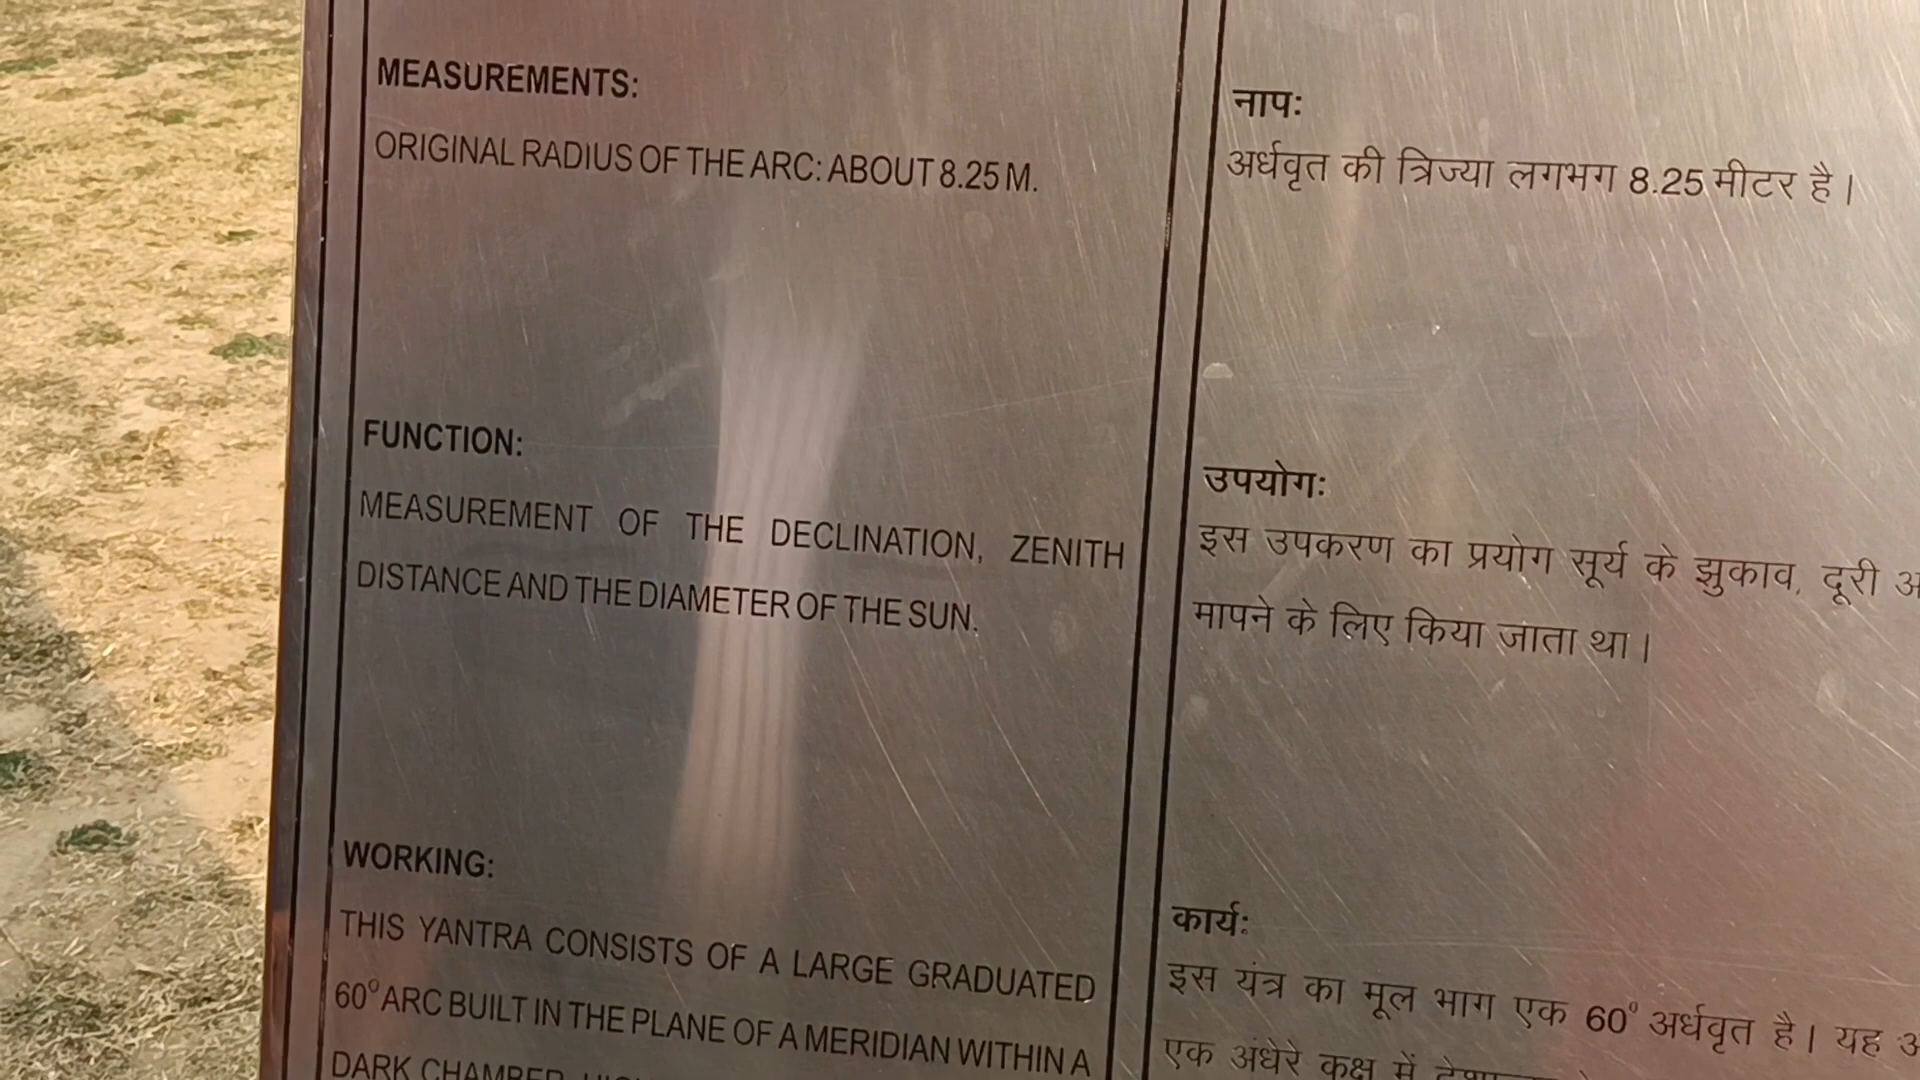 MEASUREMENTS:
ORIGINAL RADIUS OF THE ARC: ABOUT 8.25 M.
FUNCTION:
MEASUREMENT OF THE DECLINATION, ZENITH
DISTANCE AND THE DIAMETER OF THE SUN.
WORKING:
THIS YANTRA CONSISTS OF A LARGE GRADUATED
60° ARC BUILT IN THE PLANE OF A MERIDIAN WITHIN A
DARK CHAMBER
नापः
अर्धवृत की त्रिज्या लगभग 8.25 मीटर है।
उपयोगः
इस उपकरण का प्रयोग सूर्य के झुकाव, दूरी
मापने के लिए किया जाता था।
कार्यः
इस यंत्र का मूल भाग एक 60° अर्धवृत है। यह
एक अंधेरे कक्ष में